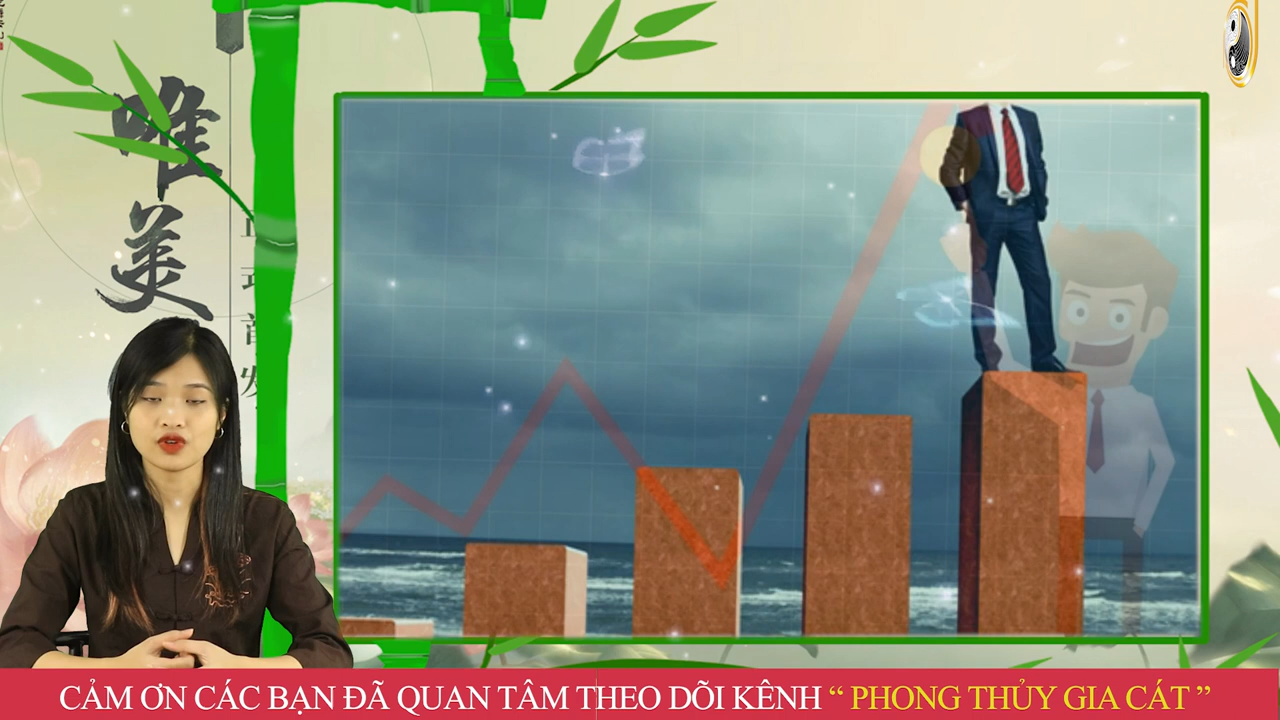 唯
美
CẢM ƠN CÁC BẠN ĐÃ QUAN TÂM THEO DÕI KÊNH “ PHONG THỦY GIA CÁT ”